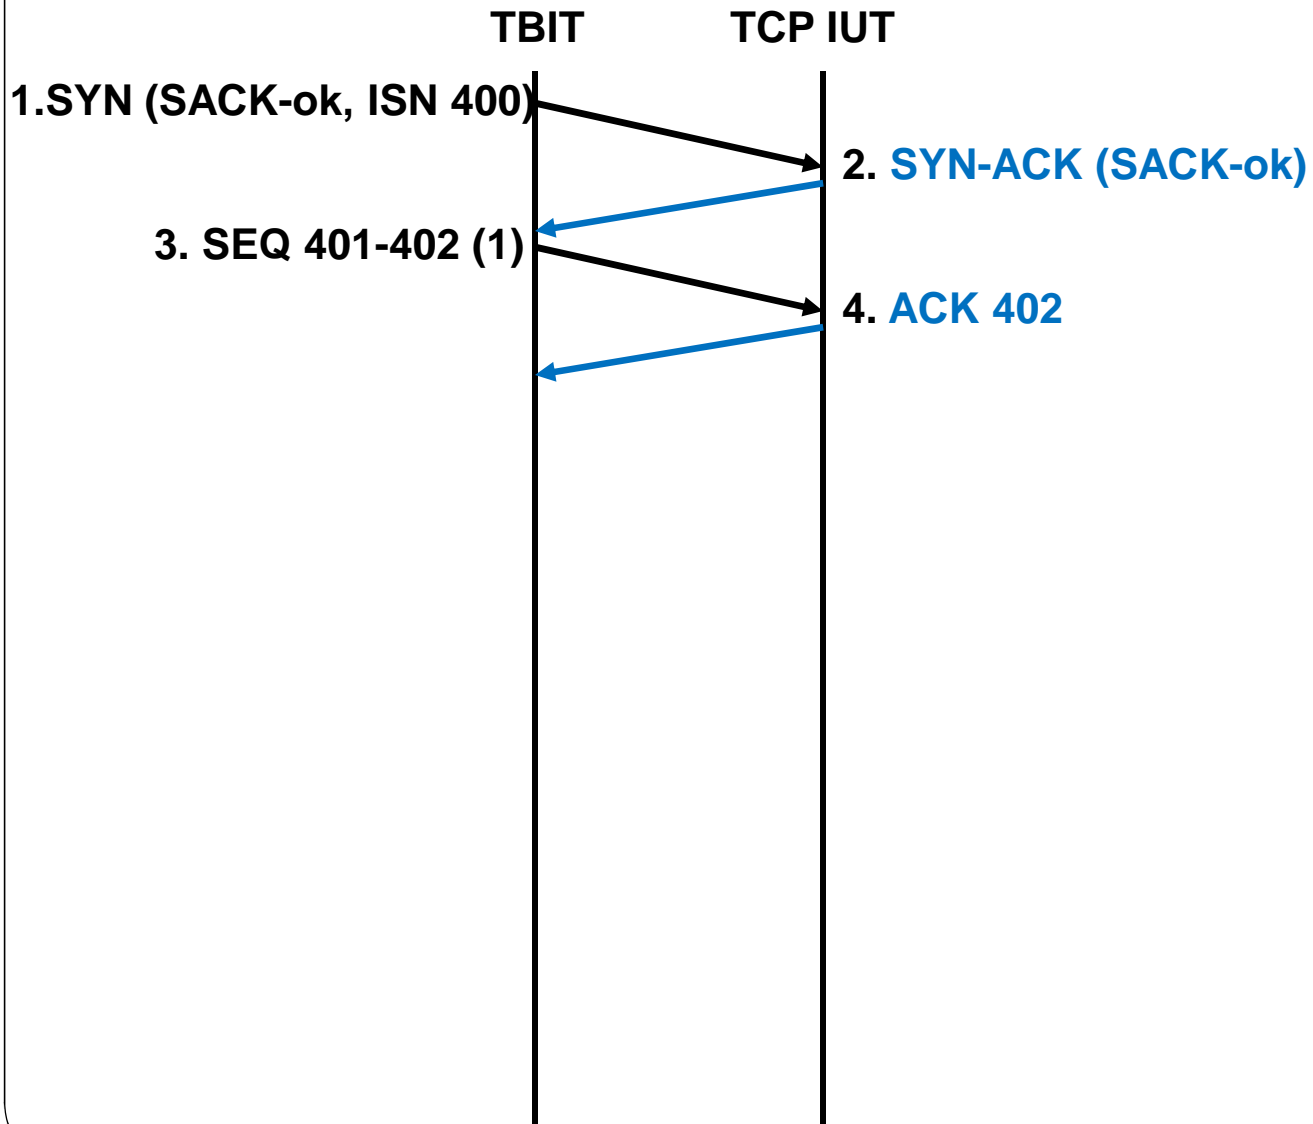 TBIT TCP IUT
1.SYN (SACK-ok, ISN 400)
2. SYN-ACK (SACK-ok)
3. SEQ 401-402 (1)
4. ACK 402